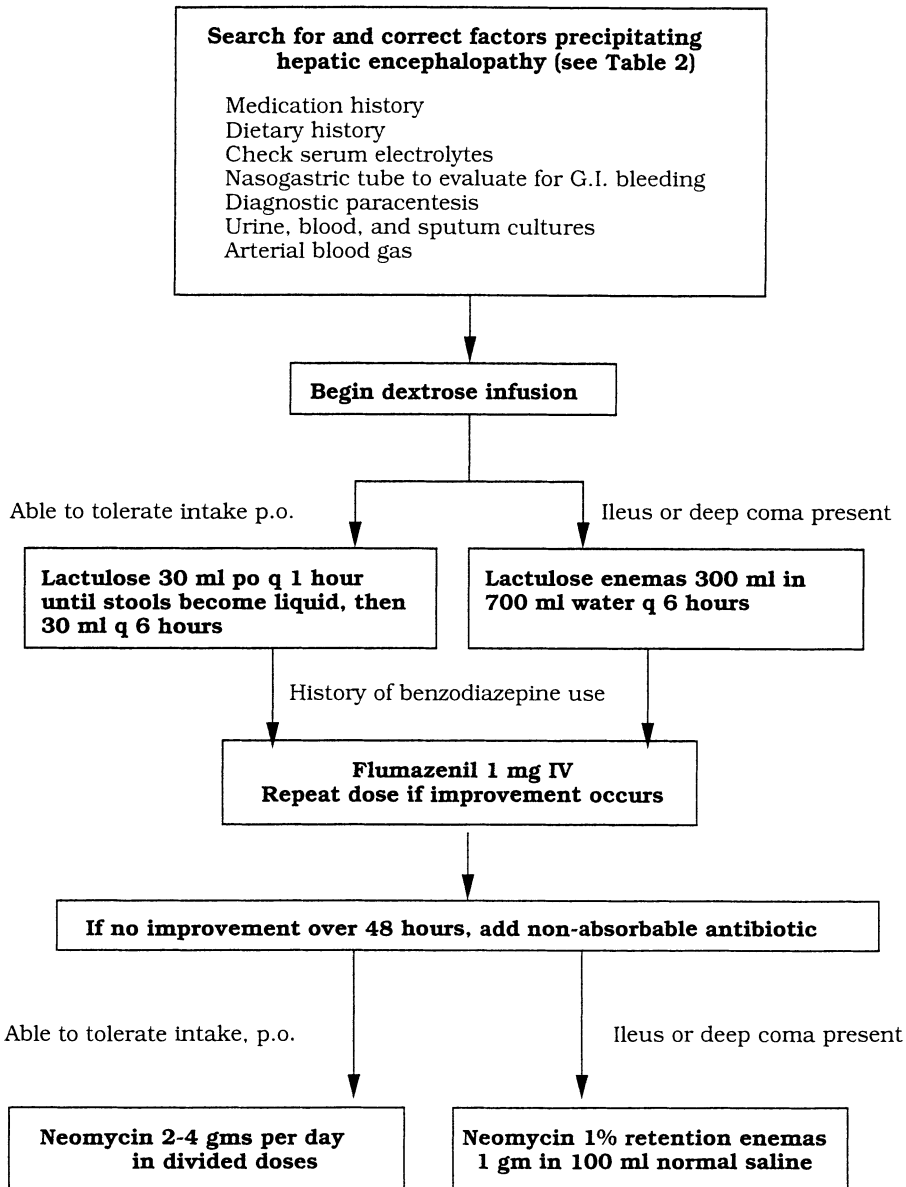 Search for and correct factors precipitating
hepatic encephalopathy (see Table 2)
Medication history
Dietary history
Check serum electrolytes
Nasogastric tube to evaluate for G.I. bleeding
Diagnostic paracentesis
Urine, blood, and sputum cultures
Arterial blood gas
Begin dextrose infusion
Able to tolerate intake p.o.
Ileus or deep coma present
Lactulose 30 ml po q 1 hour
until stools become liquid, then
30 ml q 6 hours
Lactulose enemas 300 ml in
700 ml water q 6 hours
History of benzodiazepine use
Flumazenil 1 mg IV
Repeat dose if improvement occurs
If no improvement over 48 hours, add non-absorbable antibiotic
Able to tolerate intake, p.o.
Ileus or deep coma present
Neomycin 2-4 gms per day
in divided doses
Neomycin 1% retention enemas
1 gm in 100 ml normal saline